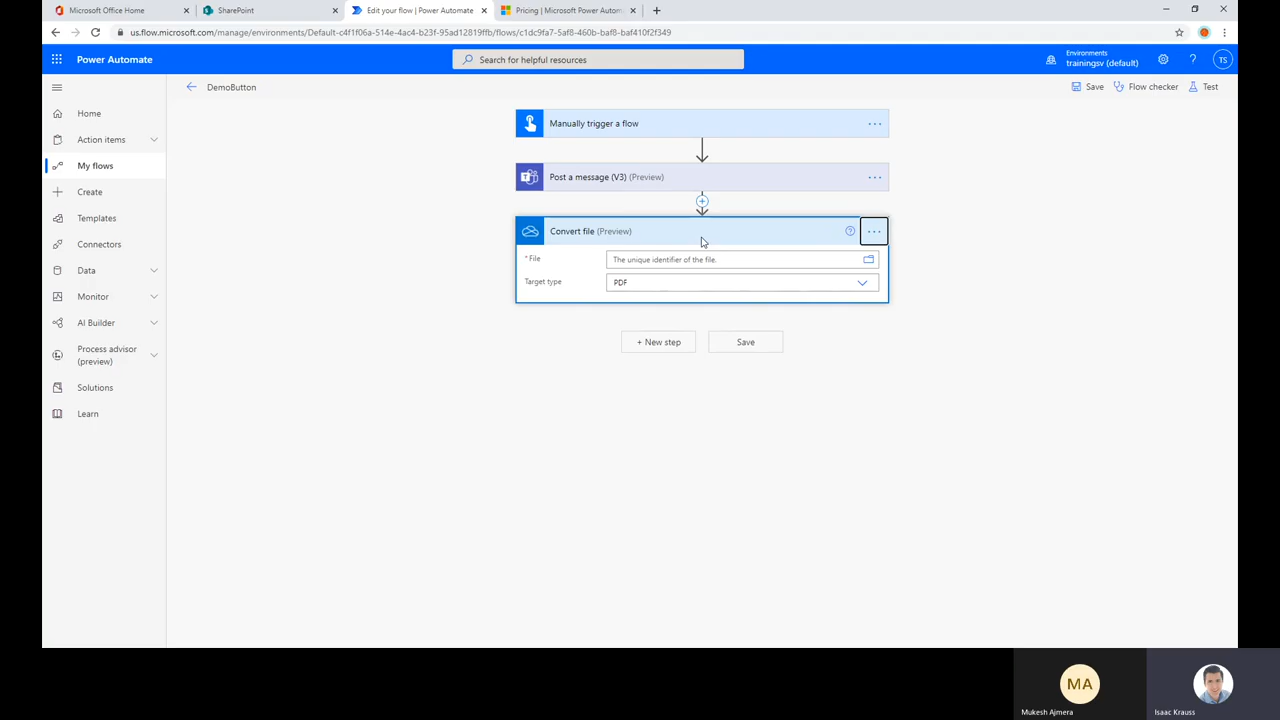 Microsoft Office Home
SharePoint
Edit your flow | Power Automate
Pricing | Microsoft Power Autom
us.flow.microsoft.com/manage/environments/Default-c4f1f06a-514e-4ac4-b23f-95ad12819ffb/flows/c1dc9fa7-5af8-460b-baf8-baf410f2f349
Power Automate
Search for helpful resources
Environments
trainingsv (default)
?
TS
DemoButton
Save
Flow checker
Test
Home
Action items
My flows
Create
Templates
Connectors
Data
Monitor
AI Builder
Process advisor
(preview)
Solutions
Learn
Manually trigger a flow
Post a message (V3) (Preview)
Convert file (Preview)
* File
The unique identifier of the file.
Target type
PDF
+ New step
Save
MA
Mukesh Ajmera
Isaac Krauss